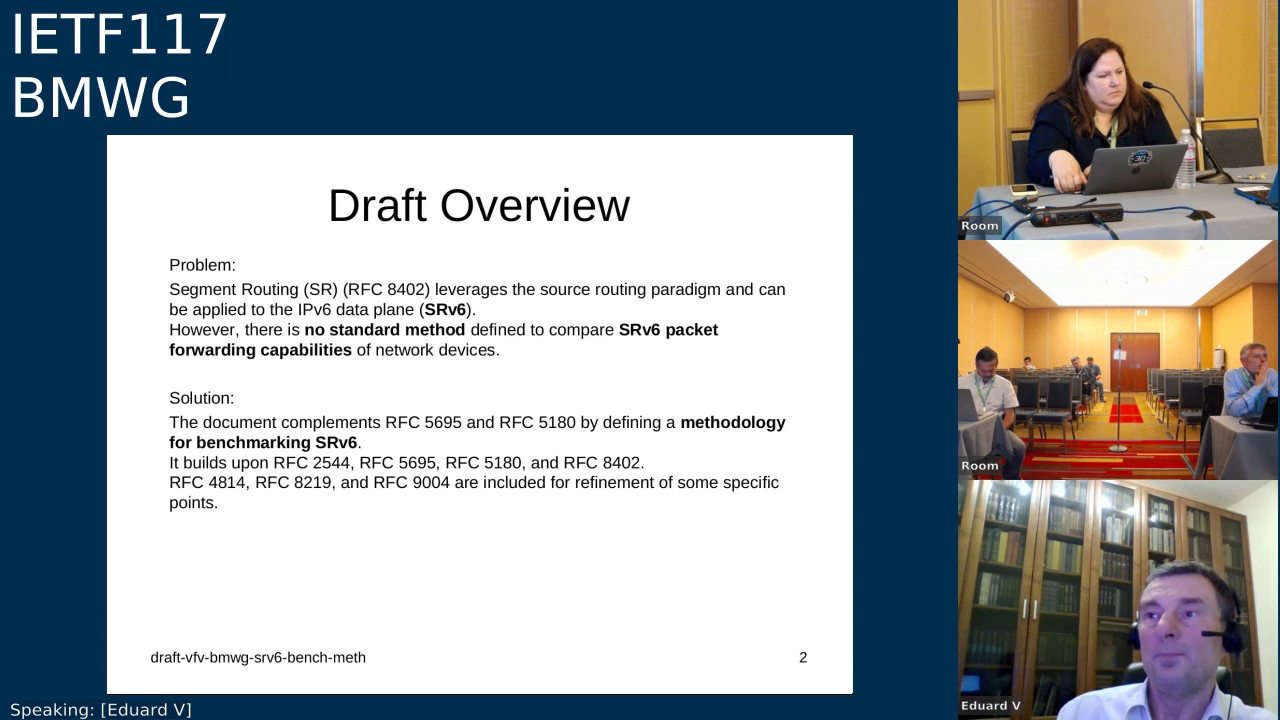 IETF117
BMWG
Draft Overview
Problem:
Segment Routing (SR) (RFC 8402) leverages the source routing paradigm and can
be applied to the IPv6 data plane (SRv6).
However, there is no standard method defined to compare SRv6 packet
forwarding capabilities of network devices.
Solution:
The document complements RFC 5695 and RFC 5180 by defining a methodology
for benchmarking SRv6.
It builds upon RFC 2544, RFC 5695, RFC 5180, and RFC 8402.
RFC 4814, RFC 8219, and RFC 9004 are included for refinement of some specific
points.
draft-vfv-bmwg-srv6-bench-meth
2
Speaking: [Eduard V]
Room
30
Room
Eduard V